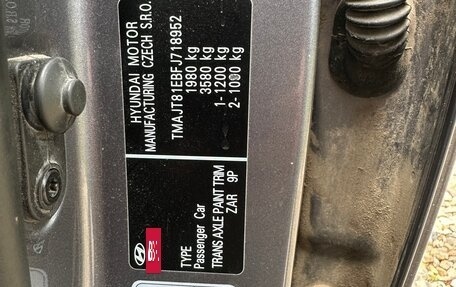 HYUNDAI MOTOR
MANUFACTURING CZECH S.R.O.
TMAJT81EBFJ718952
1980 kg
3580 kg
1-1200 kg
2-1000 kg
TYPE
Passenger Car
TRANS AXLE PAINT TRIM
ZAR 9P